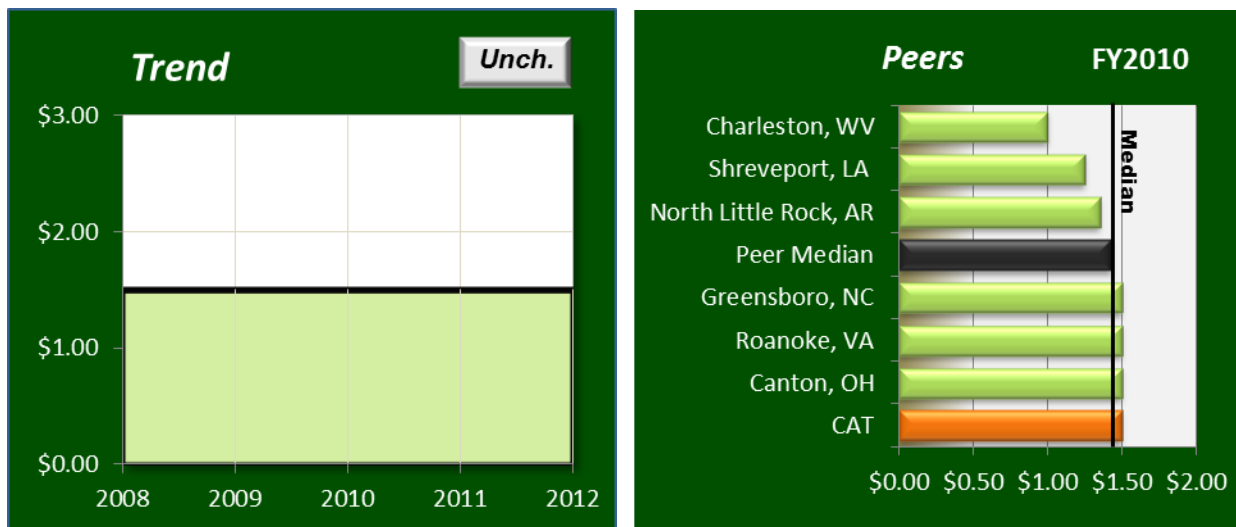 Trend
Unch.
$3.00
$2.00
$1.00
$0.00
2008 2009 2010 2011 2012
Peers FY2010
Charleston, WV
Shreveport, LA
North Little Rock, AR
Peer Median
Greensboro, NC
Roanoke, VA
Canton, OH
CAT
Median
$0.00 $0.50 $1.00 $1.50 $2.00